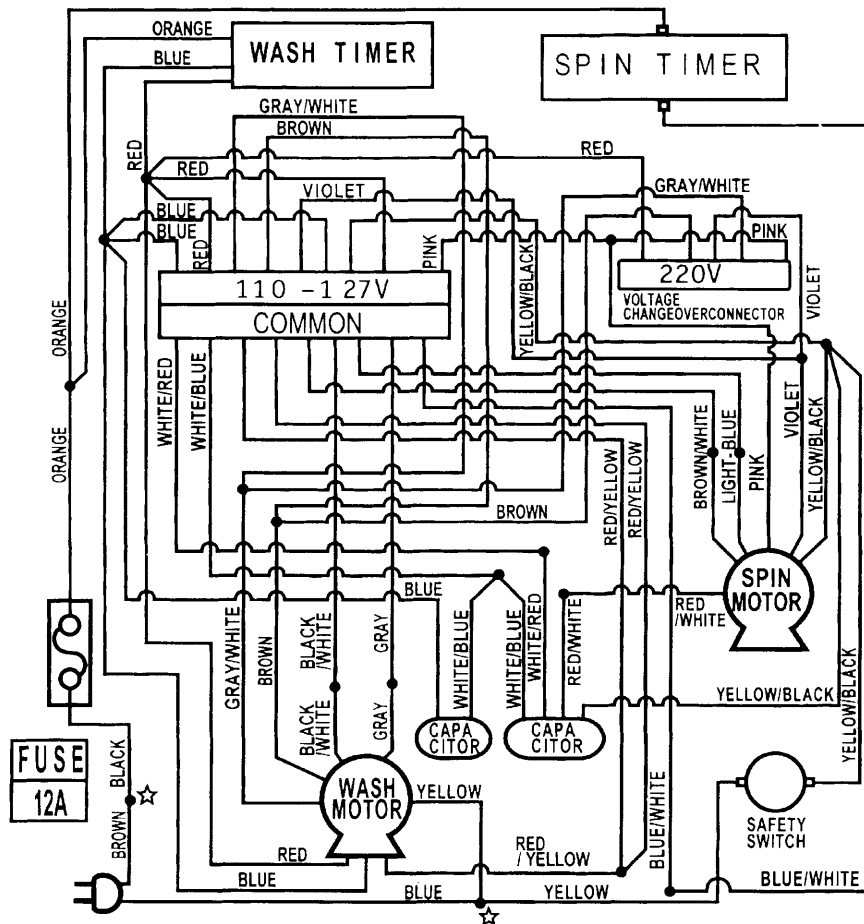 ORANGE
WASH TIMER
SPIN TIMER
BLUE
GRAY/WHITE
BROWN
RED
RED
RED
GRAY/WHITE
VIOLET
BLUE
BLUE
RED
PINK
YELLOW/BLACK
PINK
110 -127V
COMMON
220V
VOLTAGE
CHANGEOVERCONNECTOR
VIOLET
ORANGE
WHITE/RED
WHITE/BLUE
VIOLET
ORANGE
BROWN/WHITE
LIGHT-BLUE
PINK
YELLOW/BLACK
RED/YELLOW
RED/YELLOW
BROWN
BLUE
SPIN
MOTOR
RED
/WHITE
GRAY/WHITE
BROWN
BLACK
/WHITE
GRAY
WHITE/BLUE
WHITE/BLUE
WHITE/RED
RED/WHITE
YELLOW/BLACK
YELLOW/BLACK
BLACK
/WHITE
GRAY
CAPA
CITOR
CAPA
CITOR
FUSE
12A
BLACK
BROWN
WASH
MOTOR
YELLOW
SAFETY
SWITCH
RED
RED
/YELLOW
BLUE/WHITE
BLUE
BLUE
YELLOW
BLUE/WHITE